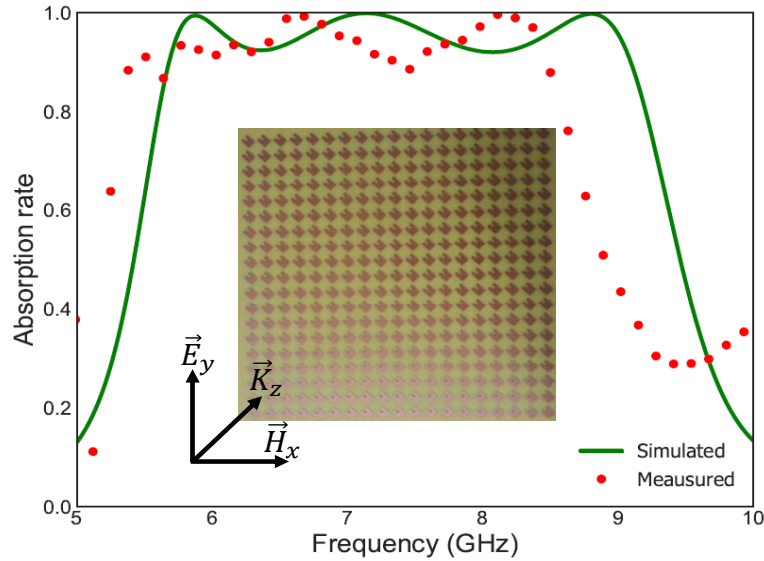 1.0
0.8
0.6
0.4
0.2
0.0
Absorption rate
5 6 7 8 9 10
Frequency (GHz)
E⃗y
K⃗z
H⃗x
Simulated
Meausured